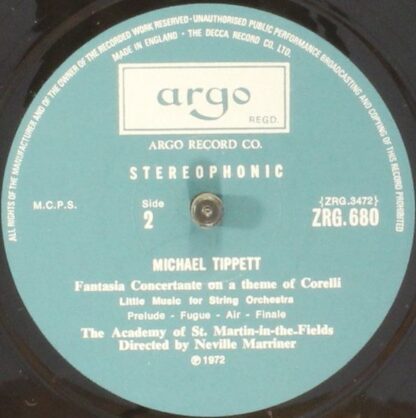 ALL RIGHTS OF THE MANUFACTURER AND OF THE OWNER OF THE RECORDED WORK RESERVED - UNAUTHORISED PUBLIC PERFORMANCE BROADCASTING AND COPYING OF THIS RECORD PROHIBITED
MADE IN ENGLAND - THE DECCA RECORD CO. LTD.
argo
REGD.
ARGO RECORD CO.
STEREOPHONIC
M.C.P.S.
Side
2
{ZRG.3472}
ZRG.680
MICHAEL TIPPETT
Fantasia Concertante on a theme of Corelli
Little Music for String Orchestra
Prelude - Fugue - Air - Finale
The Academy of St. Martin-in-the-Fields
Directed by Neville Marriner
Ⓟ1972